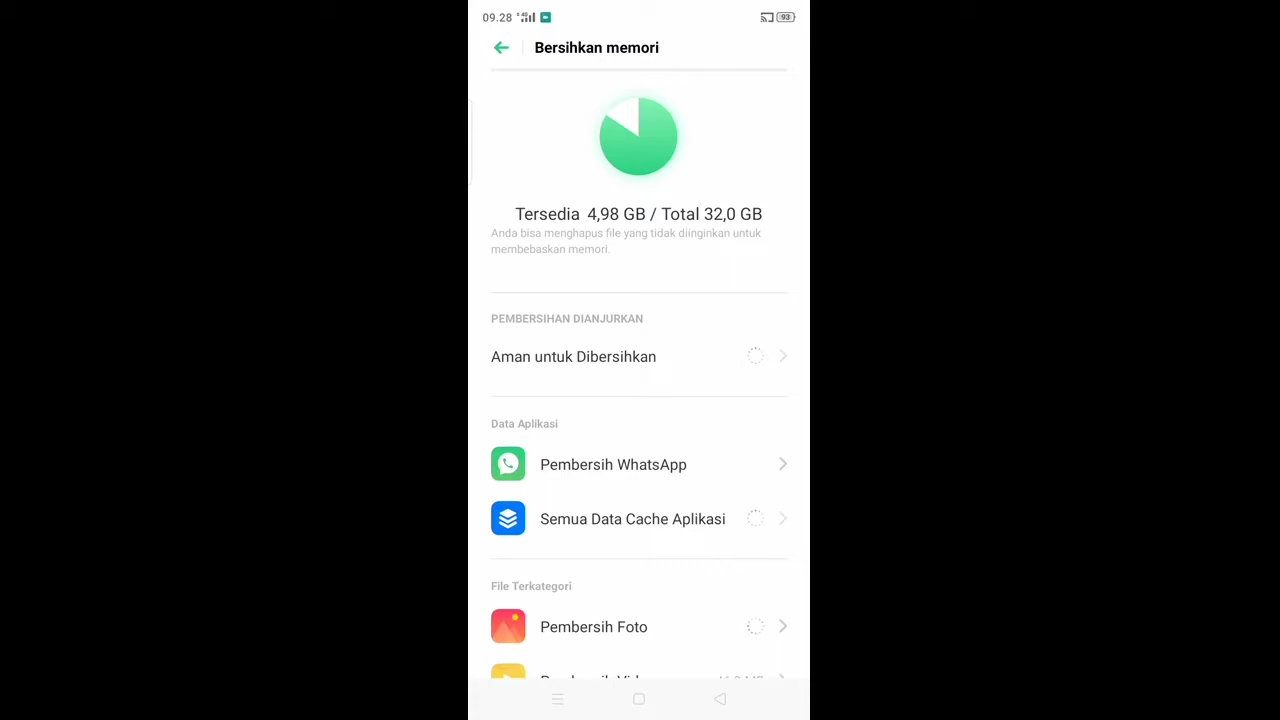 09.28
93
Bersihkan memori
Tersedia 4,98 GB / Total 32,0 GB
Anda bisa menghapus file yang tidak diinginkan untuk
membebaskan memori.
PEMBERSIHAN DIANJURKAN
Aman untuk Dibersihkan
Data Aplikasi
Pembersih WhatsApp
Semua Data Cache Aplikasi
File Terkategori
Pembersih Foto